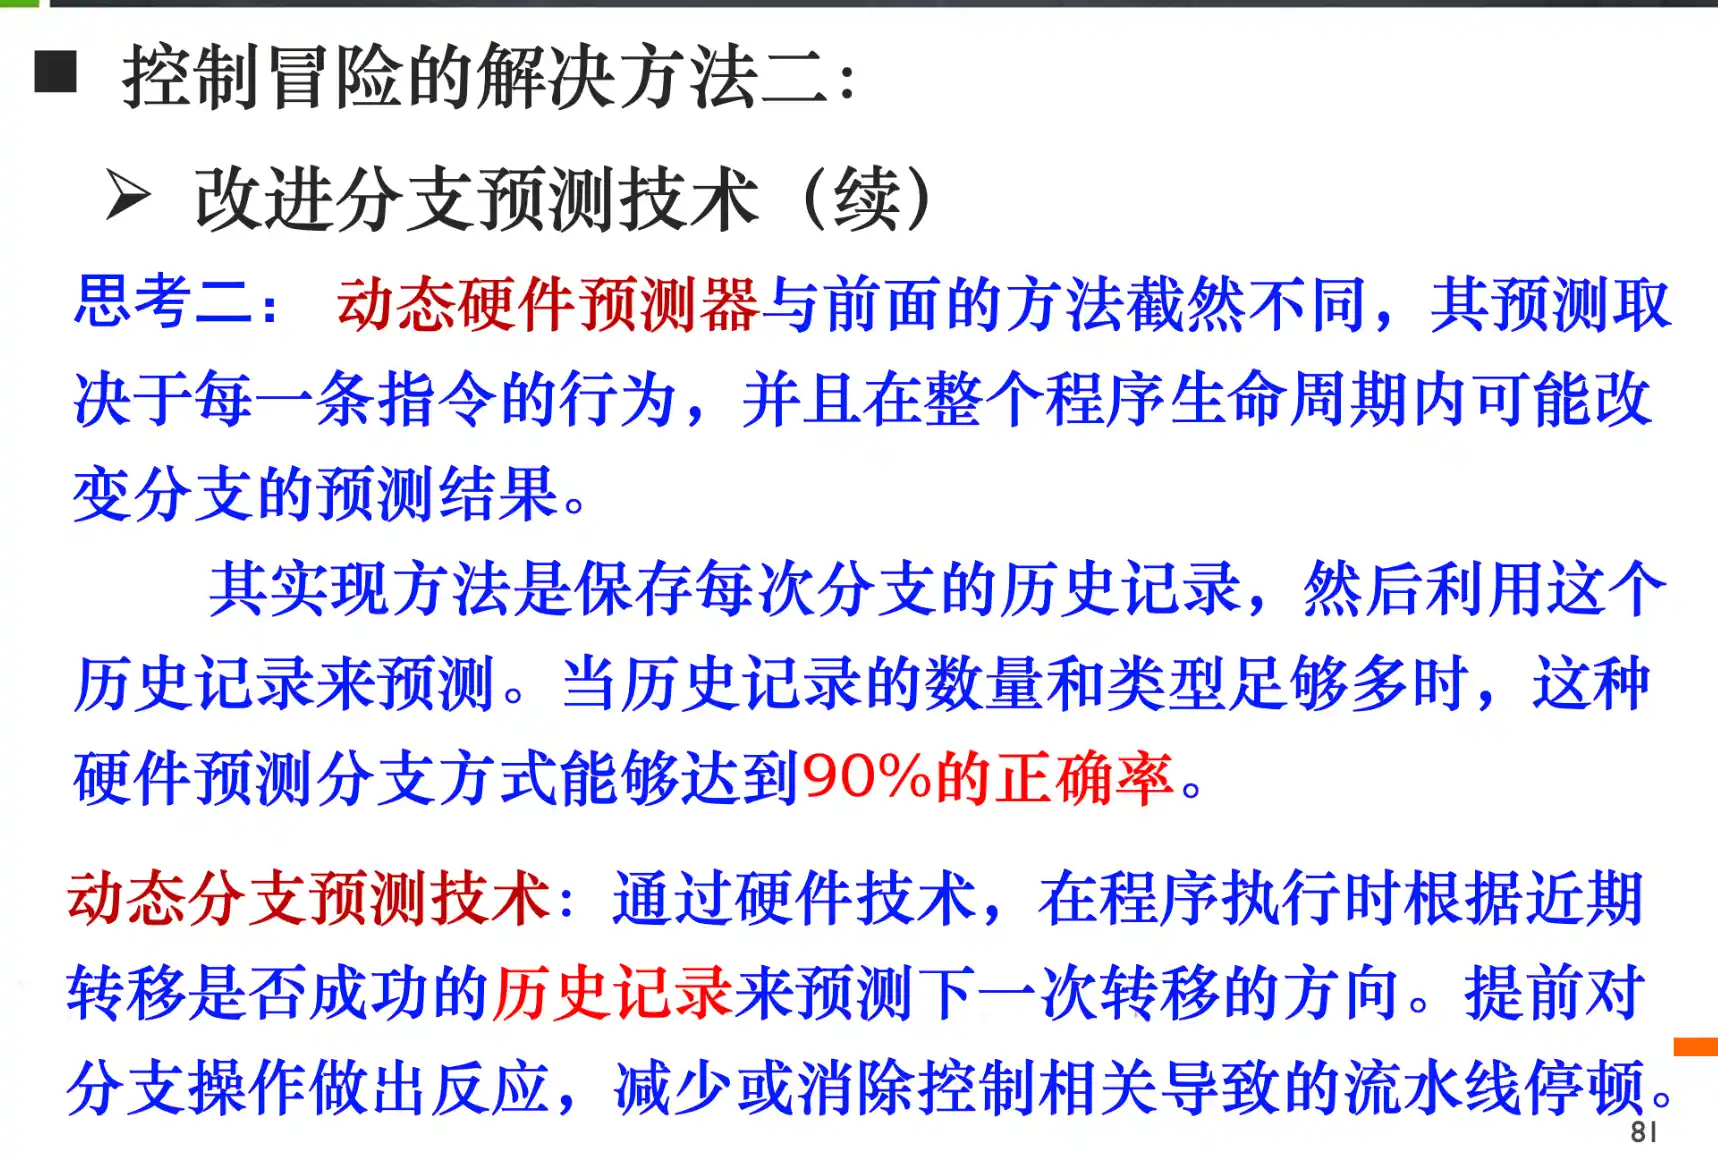 ■ 控制冒险的解决方法二：
➢ 改进分支预测技术（续）
思考二： 动态硬件预测器与前面的方法截然不同，其预测取
决于每一条指令的行为，并且在整个程序生命周期内可能改
变分支的预测结果。
其实现方法是保存每次分支的历史记录，然后利用这个
历史记录来预测。当历史记录的数量和类型足够多时，这种
硬件预测分支方式能够达到90%的正确率。
动态分支预测技术：通过硬件技术，在程序执行时根据近期
转移是否成功的历史记录来预测下一次转移的方向。提前对
分支操作做出反应，减少或消除控制相关导致的流水线停顿。
81